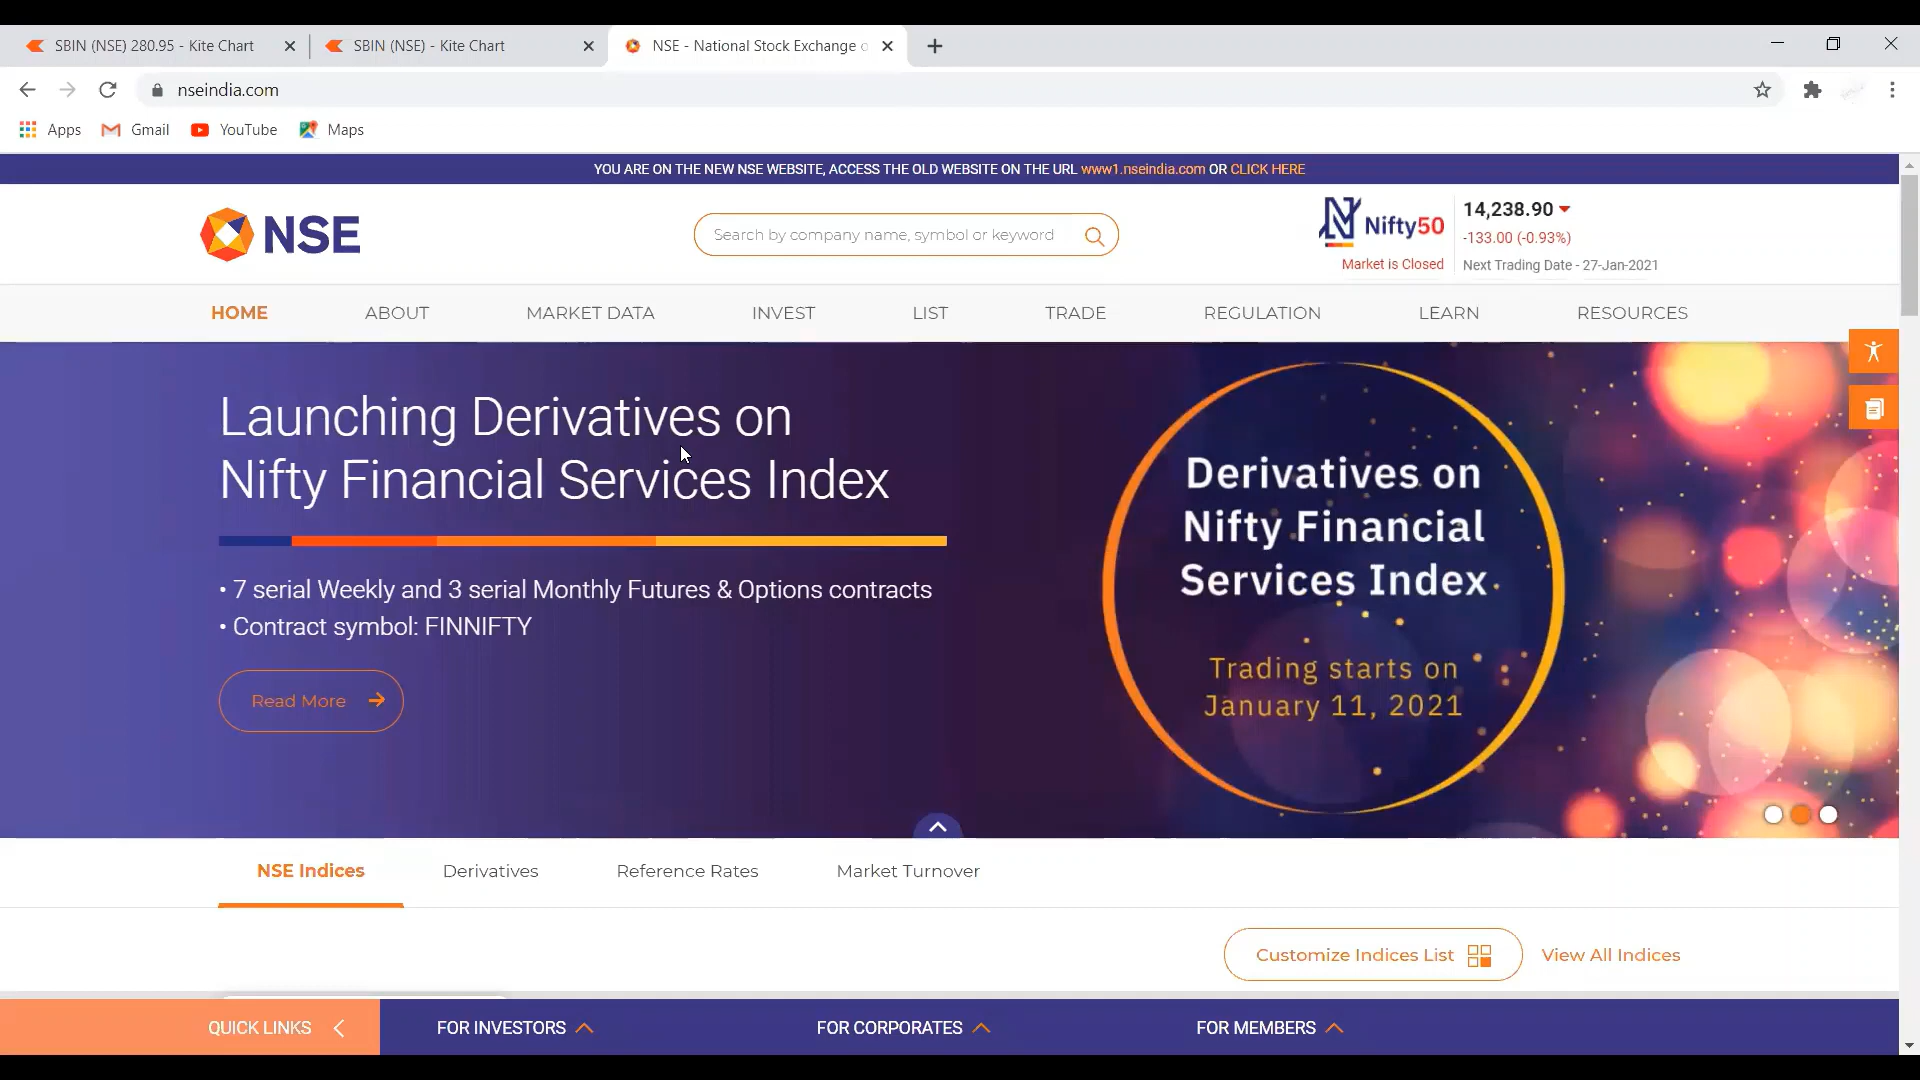 SBIN (NSE) 280.95 - Kite Chart
SBIN (NSE) - Kite Chart
NSE - National Stock Exchange o
nseindia.com
Apps
Gmail
YouTube
Maps
YOU ARE ON THE NEW NSE WEBSITE, ACCESS THE OLD WEBSITE ON THE URL www1.nseindia.com OR CLICK HERE
NSE
Search by company name, symbol or keyword
Nifty50
14,238.90
-133.00 (-0.93%)
Market is Closed
Next Trading Date - 27-Jan-2021
HOME
ABOUT
MARKET DATA
INVEST
LIST
TRADE
REGULATION
LEARN
RESOURCES
Launching Derivatives on
Nifty Financial Services Index
• 7 serial Weekly and 3 serial Monthly Futures & Options contracts
• Contract symbol: FINNIFTY
Read More
Derivatives on
Nifty Financial
Services Index
Trading starts on
January 11, 2021
NSE Indices
Derivatives
Reference Rates
Market Turnover
Customize Indices List
View All Indices
QUICK LINKS
FOR INVESTORS
FOR CORPORATES
FOR MEMBERS